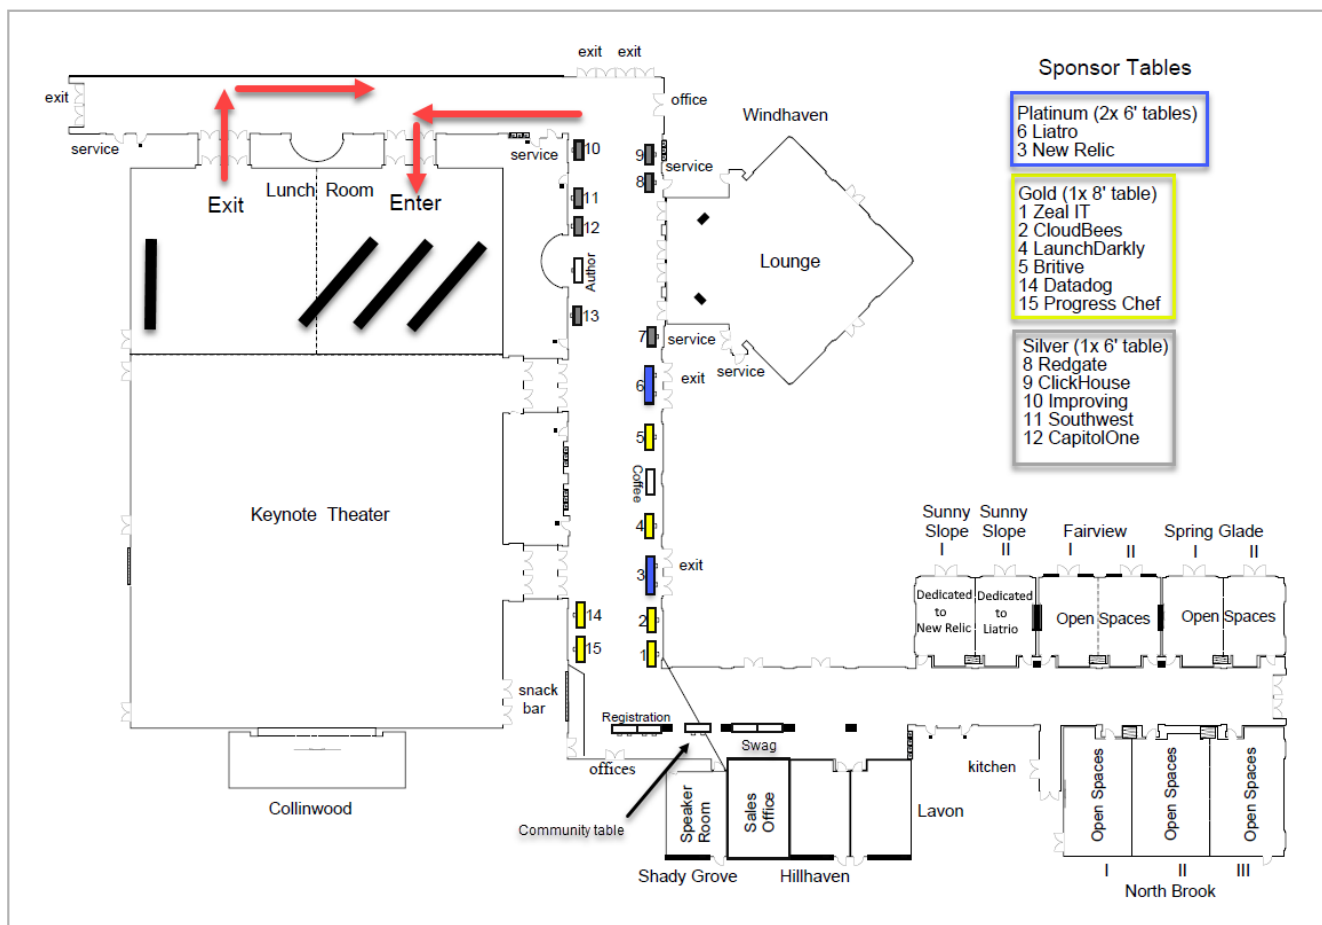 exit exit
Sponsor Tables
exit
office
Platinum (2x 6' tables)
6 Liatro
3 New Relic
Windhaven
service
service
10
9
service
8
Lunch Room
Exit
Enter
11
12
Author
13
Lounge
Gold (1x 8' table)
1 Zeal IT
2 CloudBees
4 LaunchDarkly
5 Britive
14 Datadog
15 Progress Chef
7
service
service
exit
6
Silver (1x 6' table)
8 Redgate
9 ClickHouse
10 Improving
11 Southwest
12 CapitolOne
5
Coffee
4
Keynote Theater
3
exit
14
2
15
1
Sunny
Slope
I
Sunny
Slope
II
Fairview
I II
Spring Glade
I II
Dedicated
to
New Relic
Dedicated
to
Liatrio
Open Spaces
Open Spaces
snack
bar
Registration
Swag
offices
Community table
Collinwood
Speaker
Room
Sales
Office
Shady Grove
Hillhaven
Lavon
kitchen
Open Spaces
Open Spaces
Open Spaces
I II III
North Brook